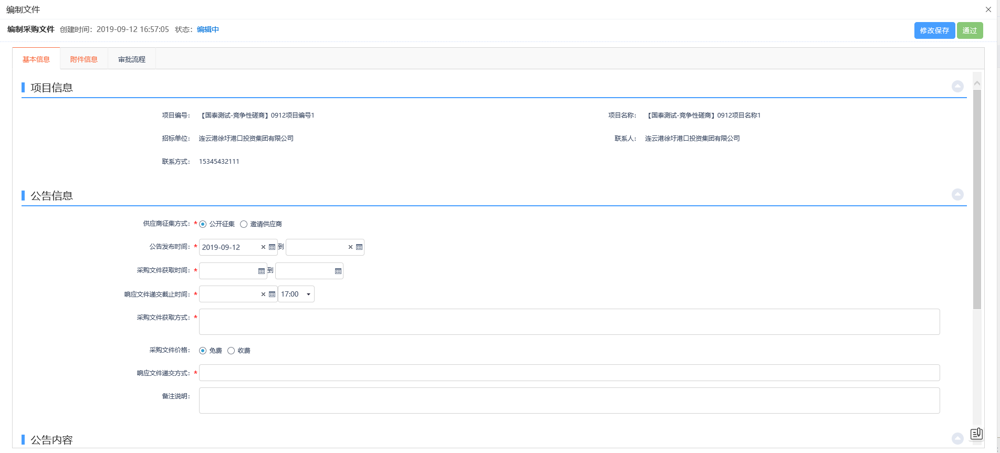 编制文件
编制采购文件 创建时间：2019-09-12 16:57:05 状态：编辑中 修改保存 通过
基本信息 附件信息 审批流程
项目信息
项目编号： 【国泰测试-竞争性磋商】0912项目编号1 项目名称： 【国泰测试-竞争性磋商】0912项目名称1
招标单位： 连云港徐圩港口投资集团有限公司 联系人： 连云港徐圩港口投资集团有限公司
联系方式： 15345432111
公告信息
供应商征集方式： * 公开征集 邀请供应商
公告发布时间： * 2019-09-12 到
采购文件获取时间： * 到
响应文件递交截止时间： * 17:00
采购文件获取方式： *
采购文件价格： 免费 收费
响应文件递交方式： *
备注说明：
公告内容